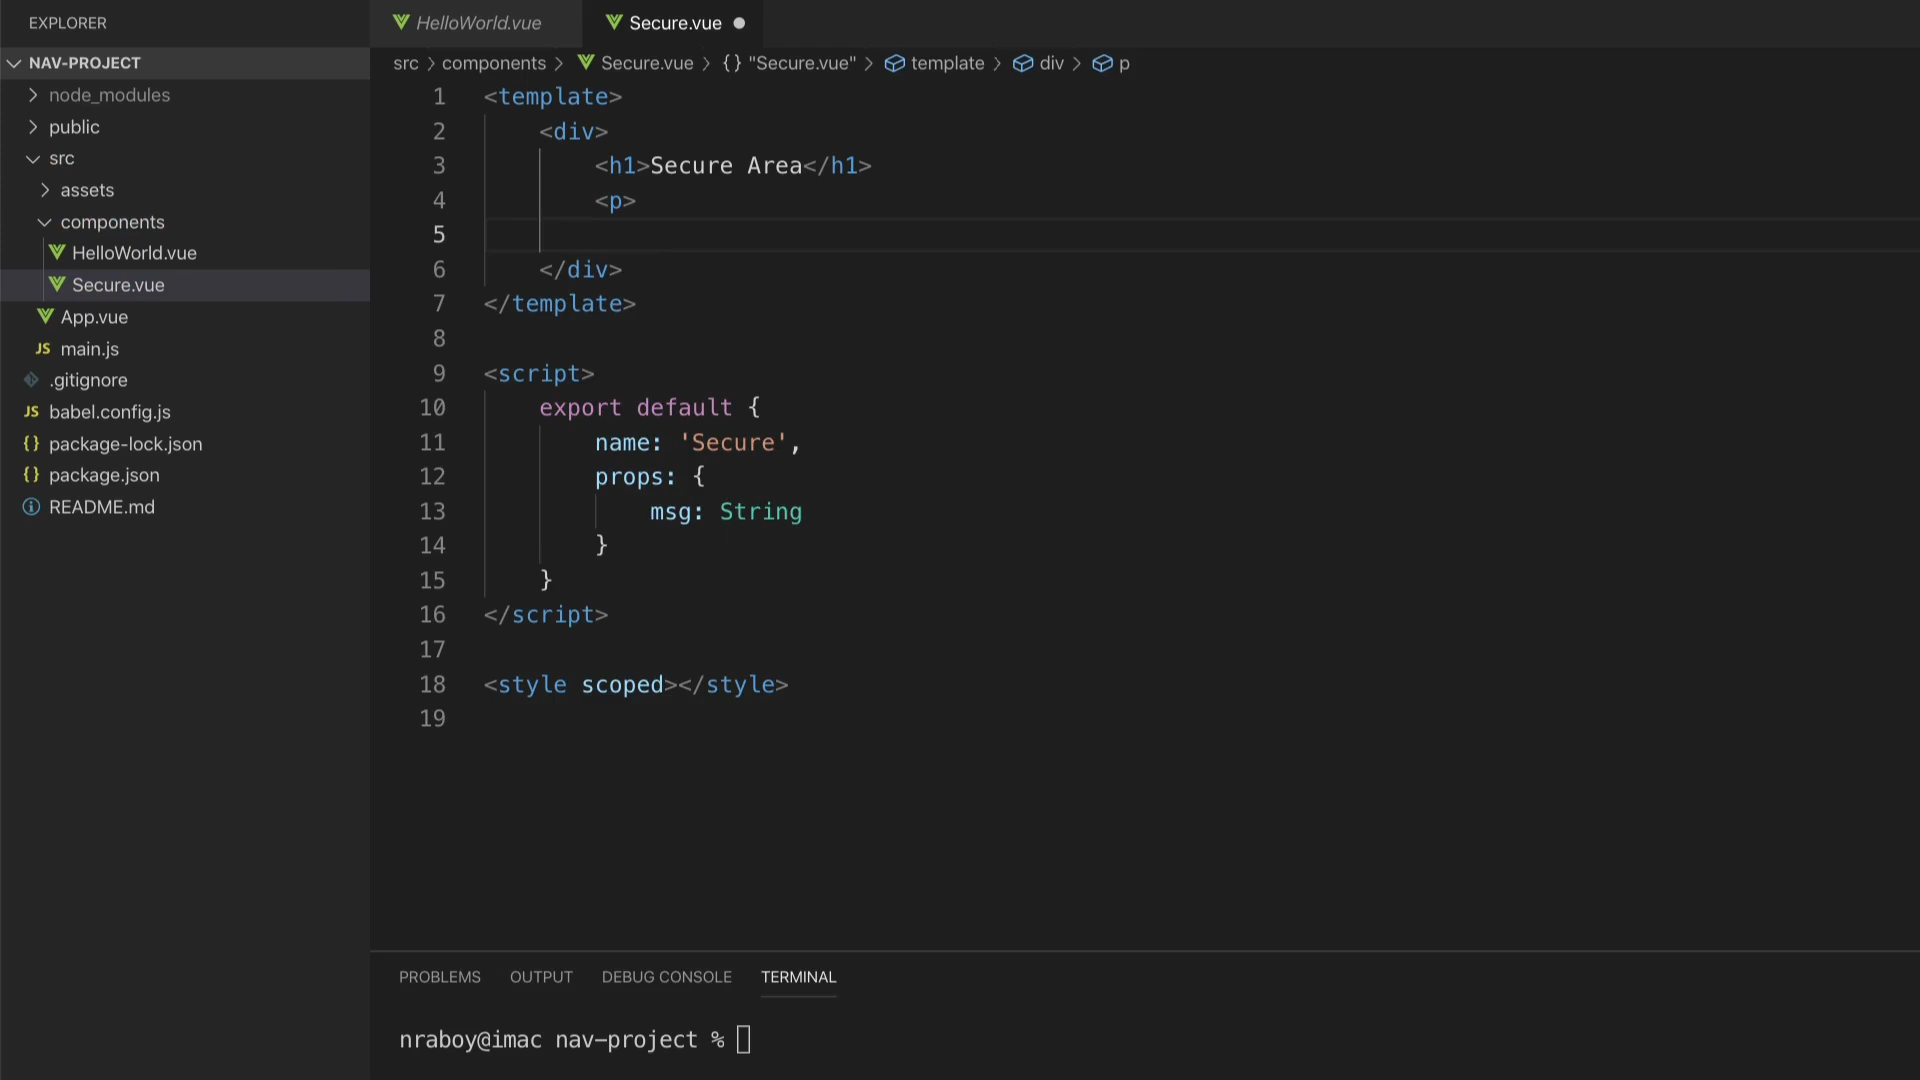 EXPLORER
NAV-PROJECT
node_modules
public
src
assets
components
HelloWorld.vue
Secure.vue
App.vue
JS main.js
.gitignore
JS babel.config.js
{} package-lock.json
{} package.json
README.md
HelloWorld.vue Secure.vue
src > components > Secure.vue > {} "Secure.vue" > template > div > p
1 <template>
2 <div>
3 <h1>Secure Area</h1>
4 <p>
5
6 </div>
7 </template>
8
9 <script>
10 export default {
11 name: 'Secure',
12 props: {
13 msg: String
14 }
15 }
16 </script>
17
18 <style scoped></style>
19
PROBLEMS OUTPUT DEBUG CONSOLE TERMINAL
nraboy@imac nav-project %